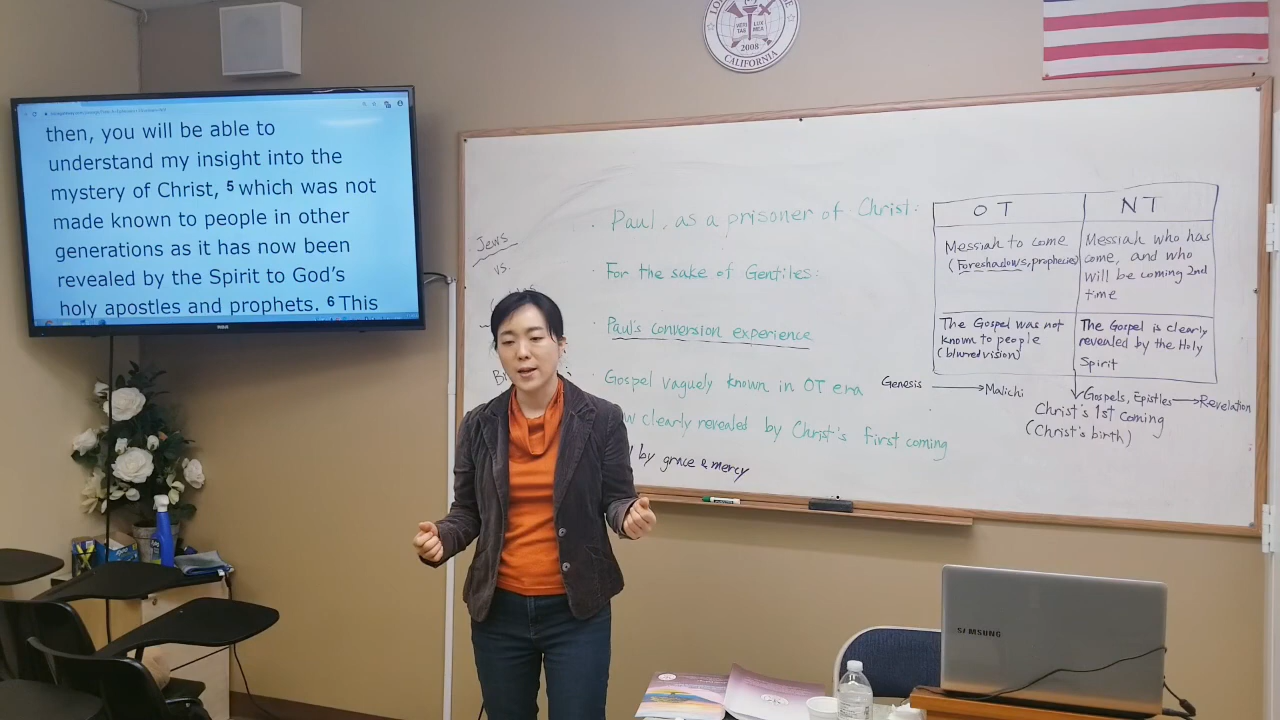 then, you will be able to
understand my insight into the
mystery of Christ, 5 which was not
made known to people in other
generations as it has now been
revealed by the Spirit to God's
holy apostles and prophets. 6 This
RCA
VERI LUX
TAS MEA
2008
CALIFORNIA
Jews
vs.
· Paul, as a prisoner of Christ:
· For the sake of Gentiles:
· Paul's conversion experience
· Gospel vaguely known in OT era
clearly revealed by Christ's first coming
by grace & mercy
OT
NT
Messiah to come
(Foreshadows, prophecies)
Messiah who has
come, and who
will be coming 2nd
time
The Gospel was not
known to people
(blured vision)
The Gospel is clearly
revealed by the Holy
Spirit
Genesis → Malichi
Gospels, Epistles → Revelation
Christ's 1st Coming
(Christ's birth)
SAMSUNG